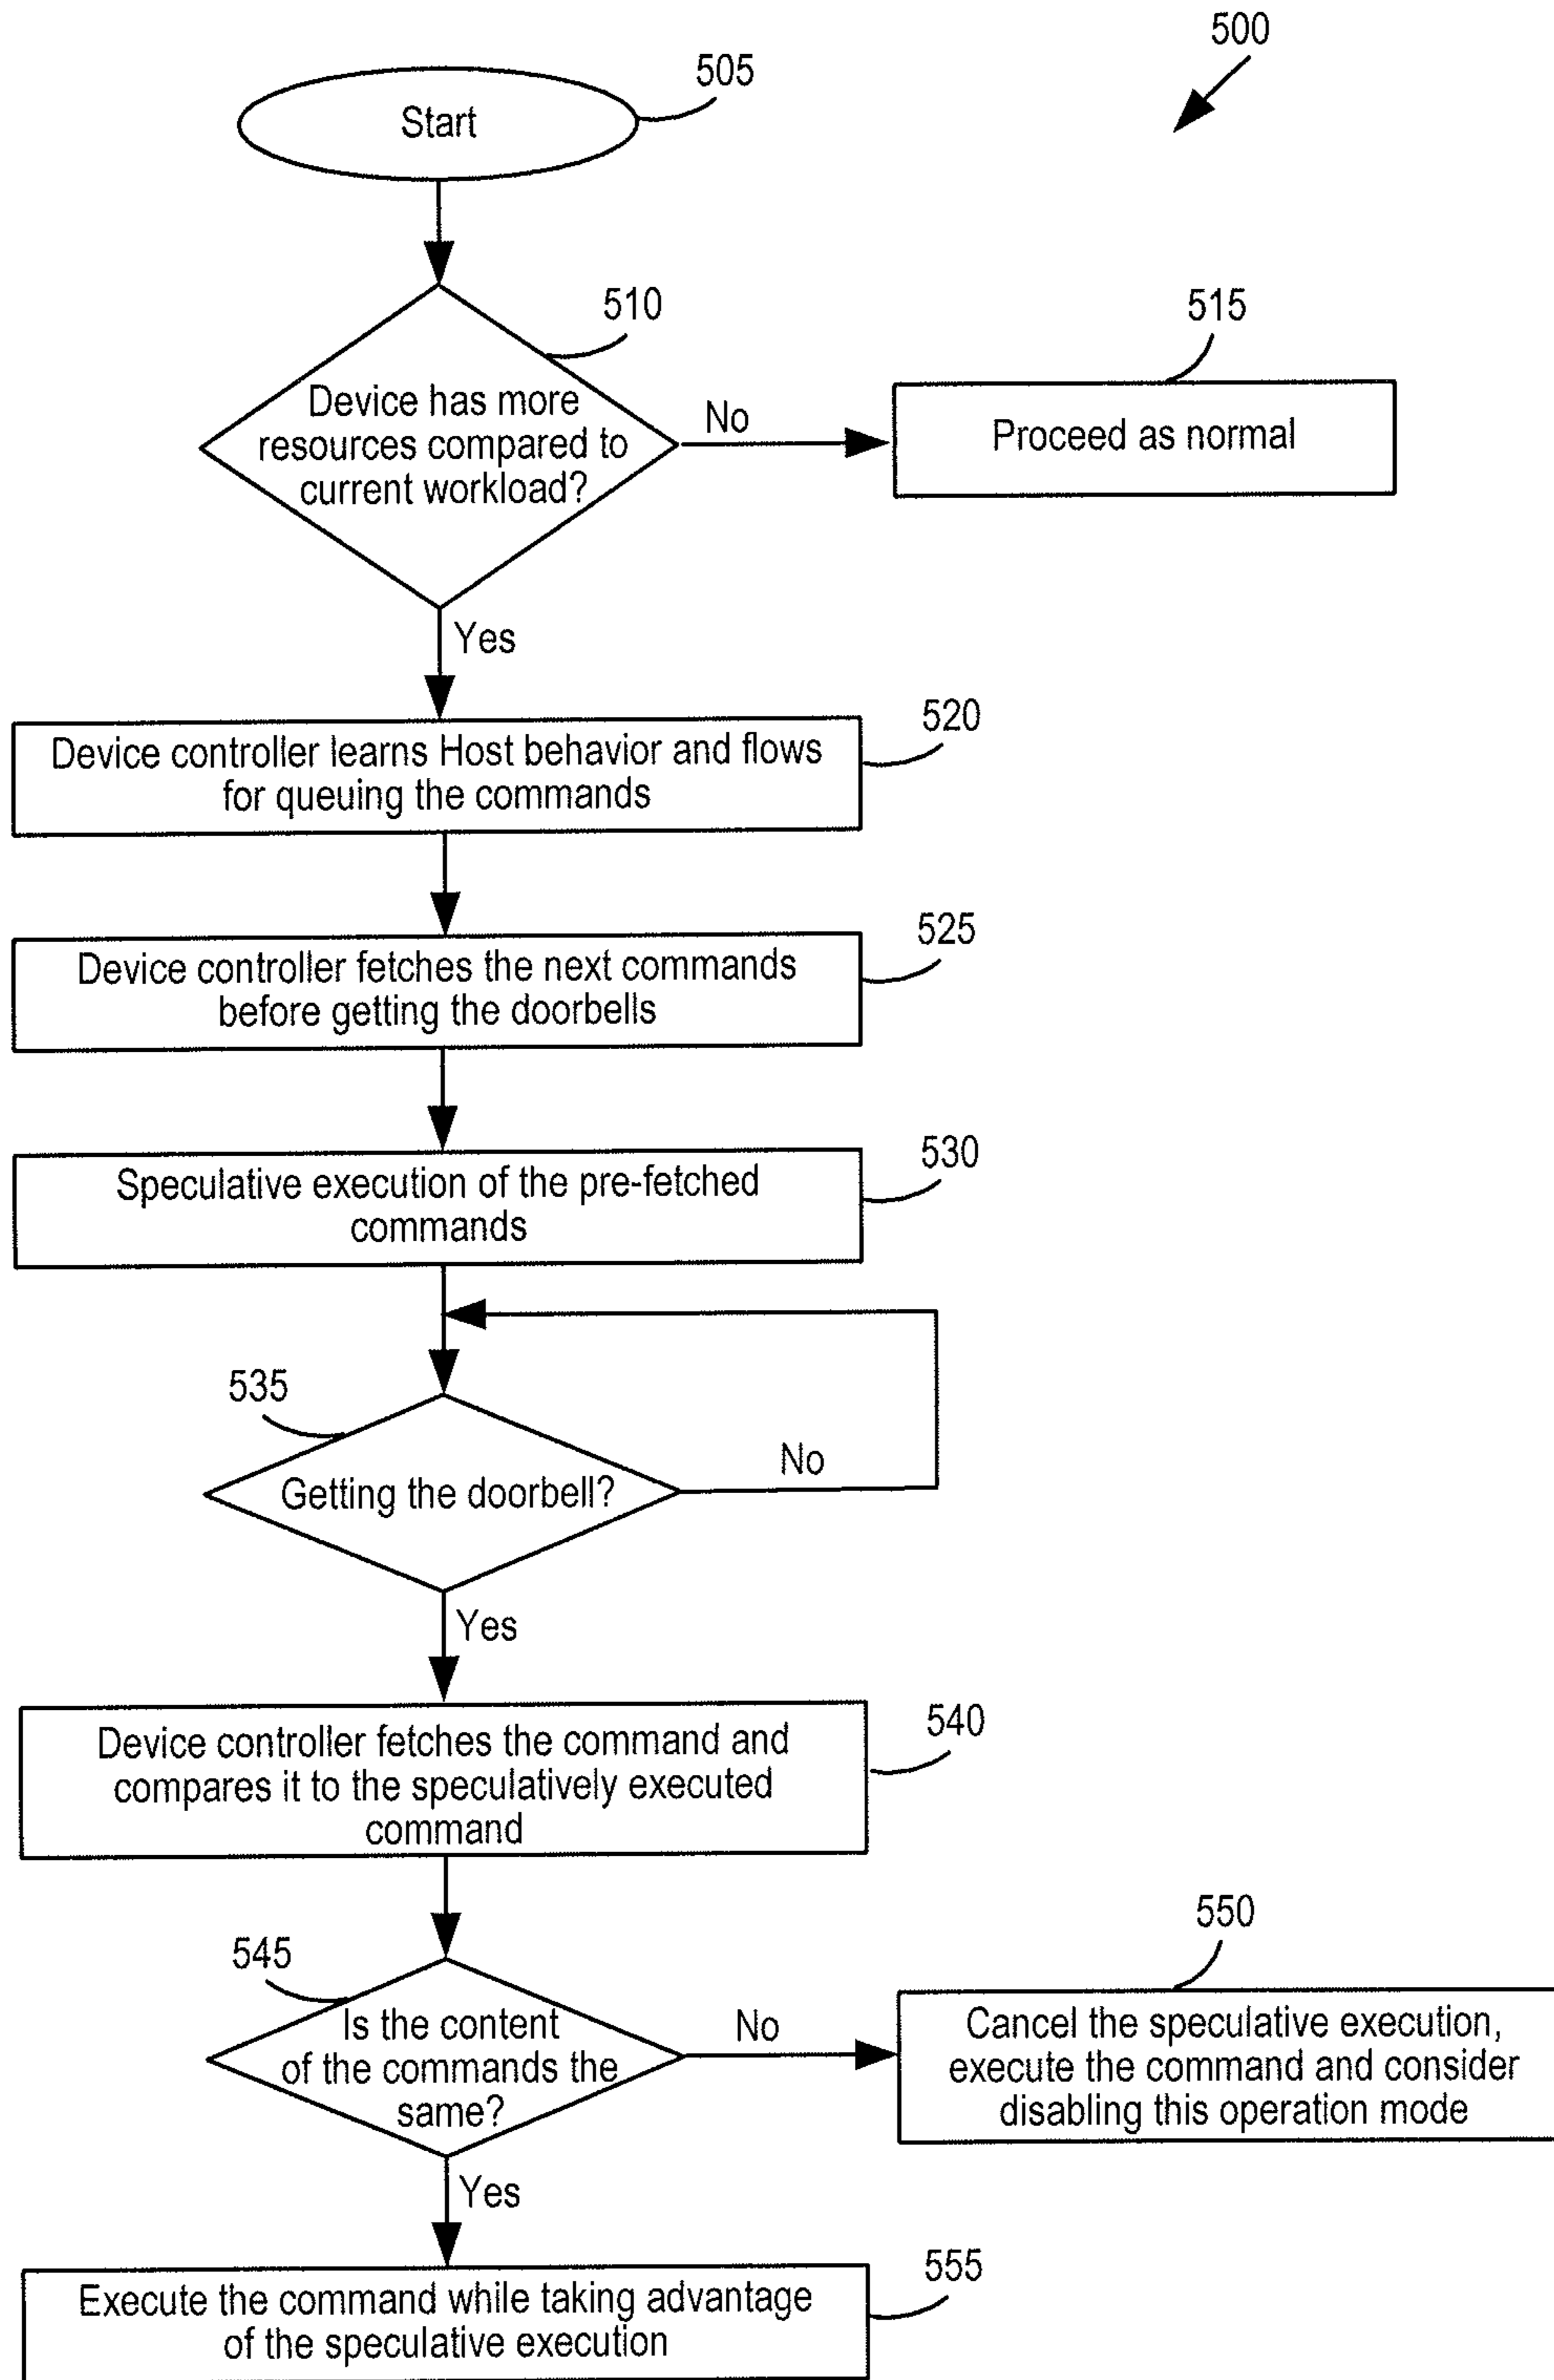 500
505
Start
510
515
Device has more
resources compared to
current workload?
No
Proceed as normal
Yes
520
Device controller learns Host behavior and flows
for queuing the commands
525
Device controller fetches the next commands
before getting the doorbells
530
Speculative execution of the pre-fetched
commands
535
Getting the doorbell?
No
Yes
540
Device controller fetches the command and
compares it to the speculatively executed
command
545
550
Is the content
of the commands the
same?
No
Cancel the speculative execution,
execute the command and consider
disabling this operation mode
Yes
555
Execute the command while taking advantage
of the speculative execution